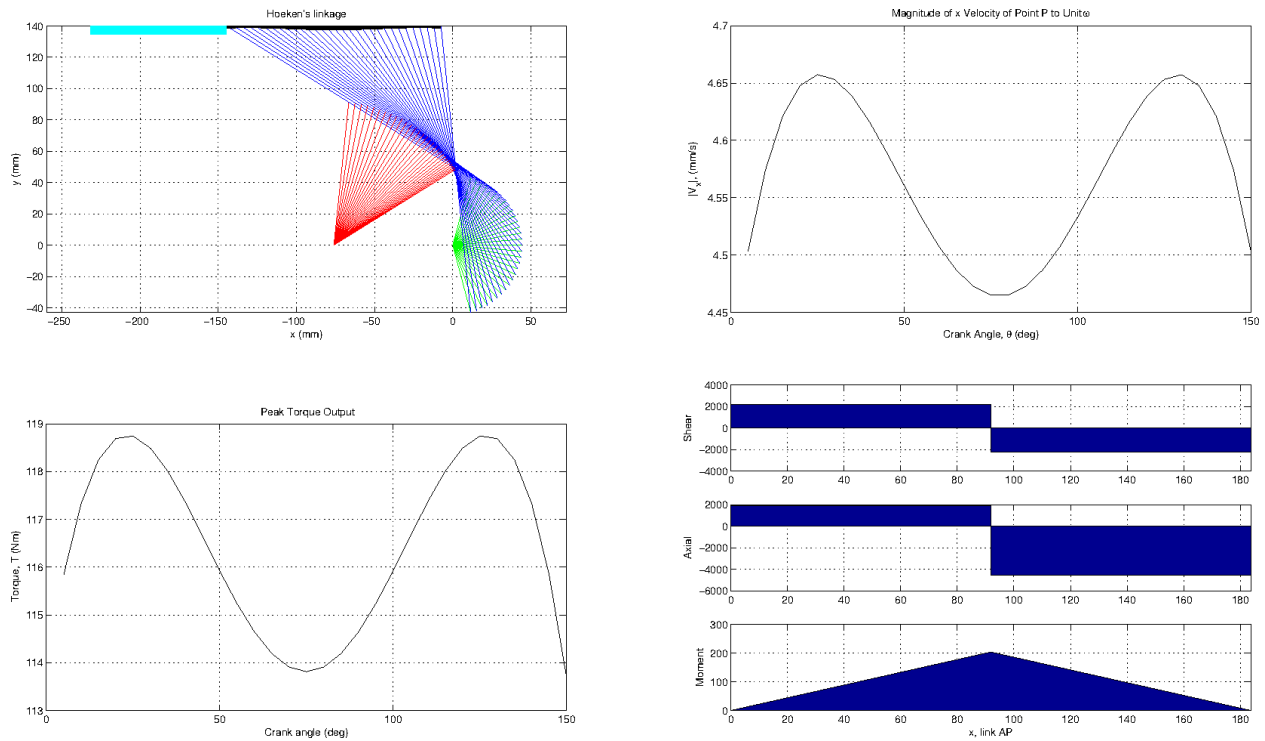 Hoeken's linkage
140
120
100
80
60
40
20
0
−20
−40
y (mm)
−250 −200 −150 −100 −50 0 50
x (mm)
Magnitude of x Velocity of Point P to Unitω
4.7
4.65
4.6
4.55
4.5
4.45
|Vₓ|, (mm/s)
0 50 100 150
Crank Angle, θ (deg)
Peak Torque Output
119
118
117
116
115
114
113
Torque, T (Nm)
0 50 100 150
Crank angle (deg)
4000
2000
0
−2000
−4000
Shear
0 20 40 60 80 100 120 140 160 180
2000
0
−2000
−4000
−6000
Axial
0 20 40 60 80 100 120 140 160 180
300
200
100
0
Moment
0 20 40 60 80 100 120 140 160 180
x, link AP